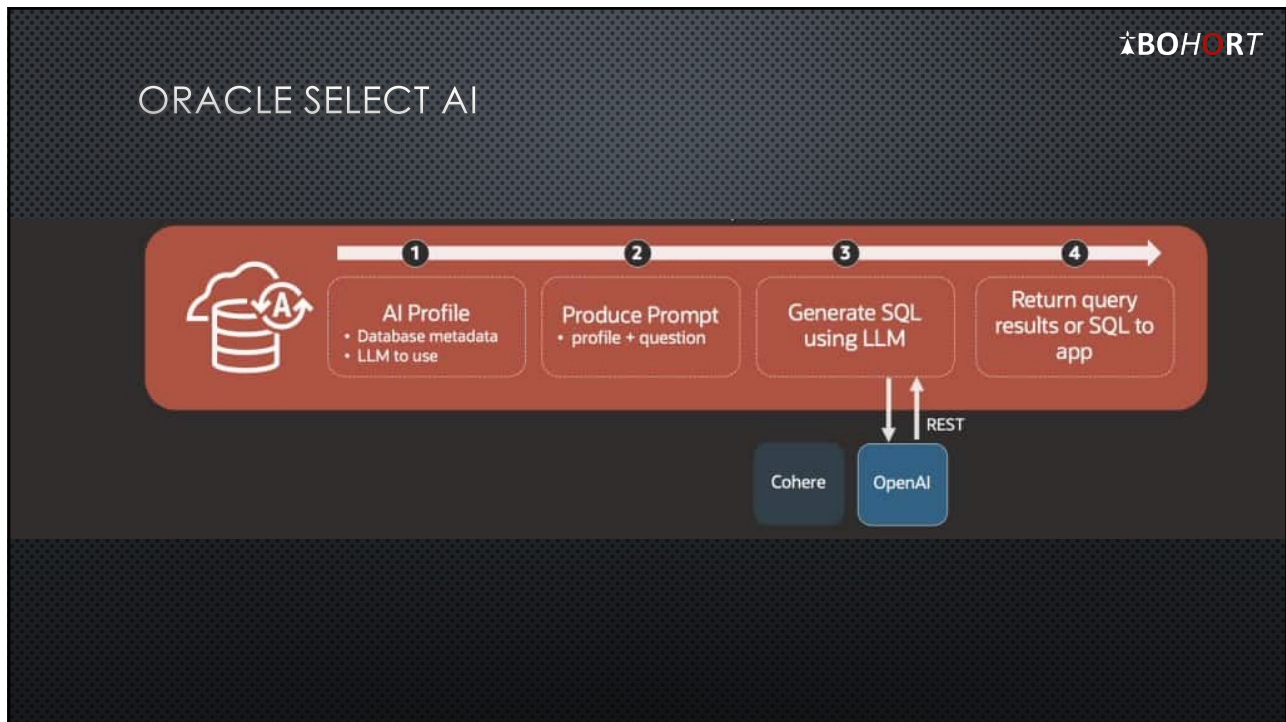 BOHORT
ORACLE SELECT AI
1
2
3
4
A
AI Profile
• Database metadata
• LLM to use
Produce Prompt
• profile + question
Generate SQL
using LLM
Return query
results or SQL to
app
REST
Cohere
OpenAI